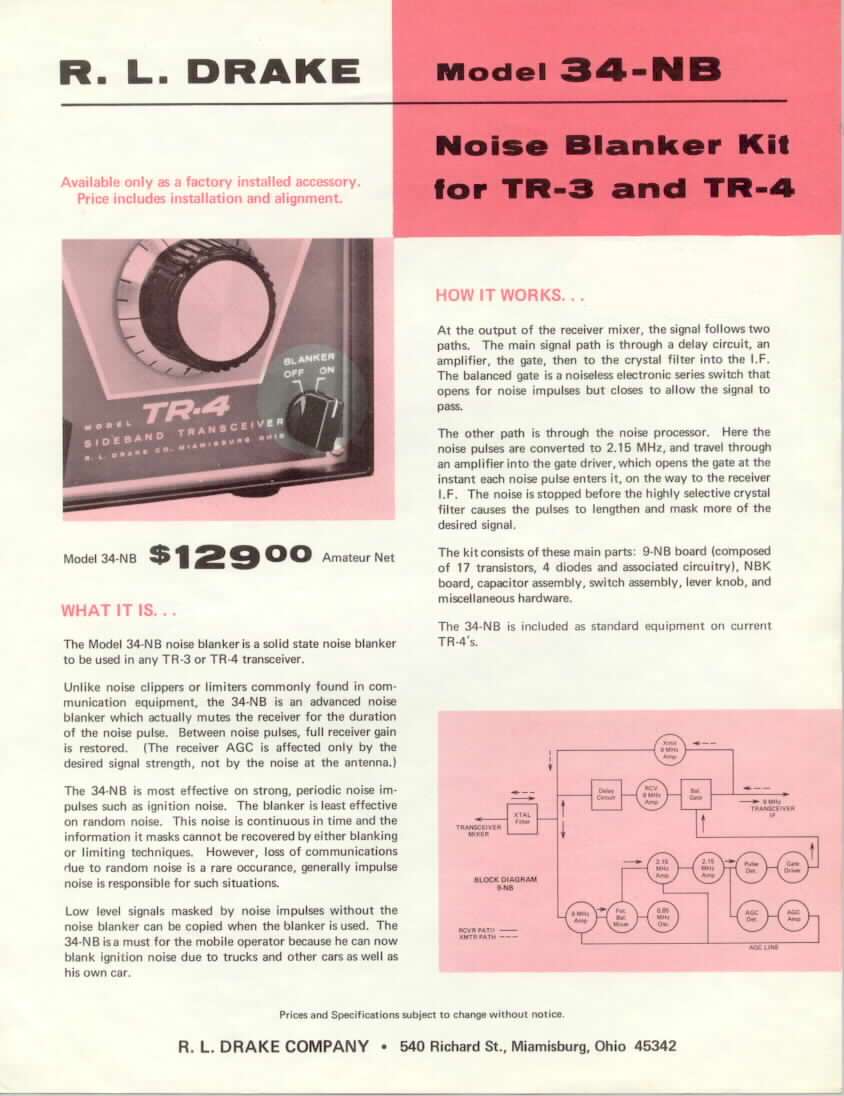 R. L. DRAKE
Model 34-NB
Noise Blanker Kit
for TR-3 and TR-4
Available only as a factory installed accessory.
Price includes installation and alignment.
BLANKER
OFF ON
MODEL TR-4
SIDEBAND TRANSCEIVER
R. L. DRAKE CO. MIAMISBURG OHIO
Model 34-NB $129⁰⁰ Amateur Net
WHAT IT IS. . .
The Model 34-NB noise blanker is a solid state noise blanker
to be used in any TR-3 or TR-4 transceiver.
Unlike noise clippers or limiters commonly found in com-
munication equipment, the 34-NB is an advanced noise
blanker which actually mutes the receiver for the duration
of the noise pulse. Between noise pulses, full receiver gain
is restored. (The receiver AGC is affected only by the
desired signal strength, not by the noise at the antenna.)
The 34-NB is most effective on strong, periodic noise im-
pulses such as ignition noise. The blanker is least effective
on random noise. This noise is continuous in time and the
information it masks cannot be recovered by either blanking
or limiting techniques. However, loss of communications
due to random noise is a rare occurance, generally impulse
noise is responsible for such situations.
Low level signals masked by noise impulses without the
noise blanker can be copied when the blanker is used. The
34-NB is a must for the mobile operator because he can now
blank ignition noise due to trucks and other cars as well as
his own car.
HOW IT WORKS. . .
At the output of the receiver mixer, the signal follows two
paths. The main signal path is through a delay circuit, an
amplifier, the gate, then to the crystal filter into the I.F.
The balanced gate is a noiseless electronic series switch that
opens for noise impulses but closes to allow the signal to
pass.
The other path is through the noise processor. Here the
noise pulses are converted to 2.15 MHz, and travel through
an amplifier into the gate driver, which opens the gate at the
instant each noise pulse enters it, on the way to the receiver
I.F. The noise is stopped before the highly selective crystal
filter causes the pulses to lengthen and mask more of the
desired signal.
The kit consists of these main parts: 9-NB board (composed
of 17 transistors, 4 diodes and associated circuitry), NBK
board, capacitor assembly, switch assembly, lever knob, and
miscellaneous hardware.
The 34-NB is included as standard equipment on current
TR-4's.
Xmit
9 MHz
Amp
Delay
Circuit
RCV
9 MHz
Amp
Bal.
Gate
9 MHz
TRANSCEIVER
IF
XTAL
Filter
TRANSCEIVER
MIXER
2.15
MHz
Amp
2.15
MHz
Amp
Pulse
Det.
Gate
Driver
BLOCK DIAGRAM
9-NB
9 MHz
Amp
Bal.
Mixer
6.85
MHz
Osc.
AGC
Det.
AGC
Amp
RCVR PATH
XMTR PATH
AGC LINE
Prices and Specifications subject to change without notice.
R. L. DRAKE COMPANY • 540 Richard St., Miamisburg, Ohio 45342